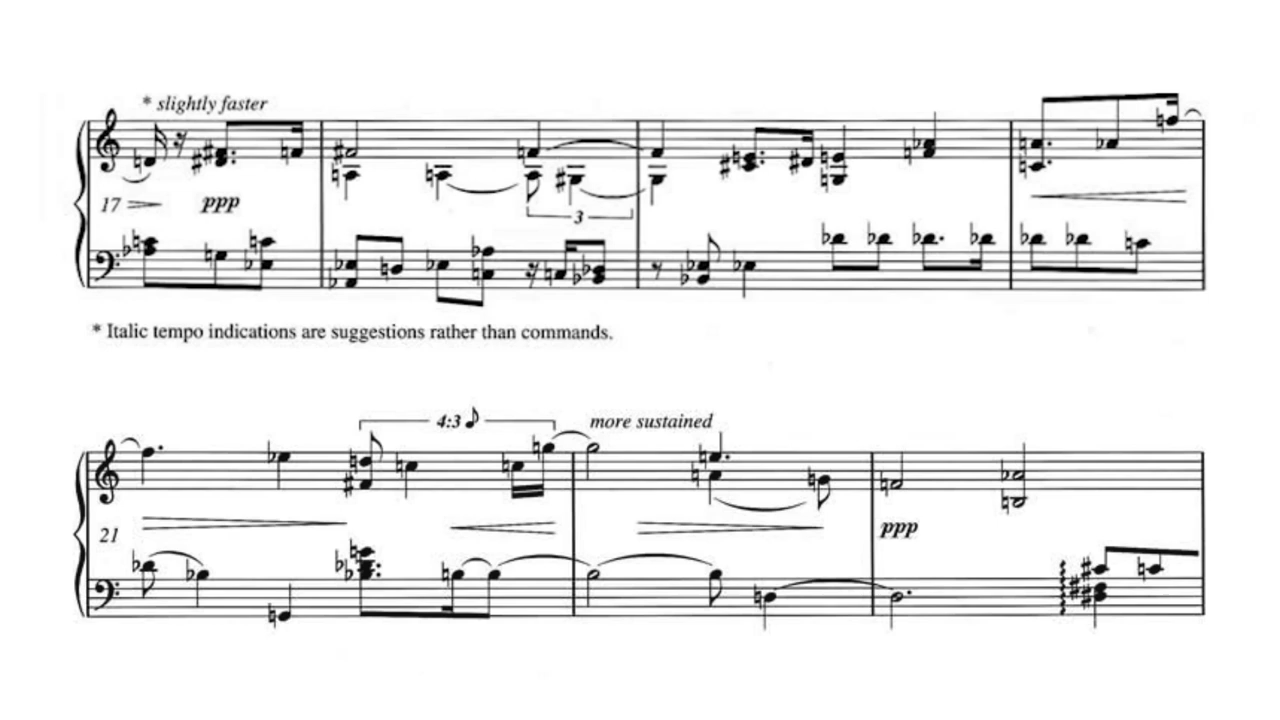 * slightly faster
17
ppp
3
* Italic tempo indications are suggestions rather than commands.
4:3
more sustained
21
ppp